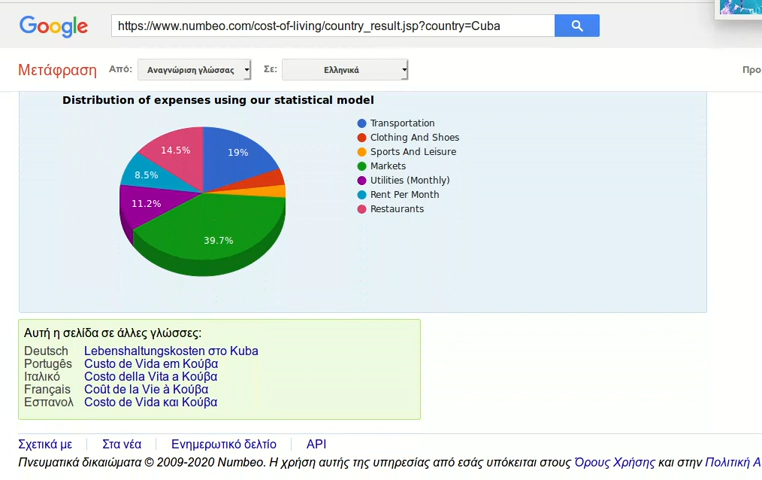 Google https://www.numbeo.com/cost-of-living/country_result.jsp?country=Cuba
Μετάφραση Από: Αναγνώριση γλώσσας Σε: Ελληνικά
Distribution of expenses using our statistical model
Transportation
Clothing And Shoes
Sports And Leisure
Markets
Utilities (Monthly)
Rent Per Month
Restaurants
14.5%
19%
8.5%
11.2%
39.7%
Αυτή η σελίδα σε άλλες γλώσσες:
Deutsch Lebenshaltungskosten στο Kuba
Portugês Custo de Vida em Κούβα
Ιταλικό Costo della Vita a Κούβα
Français Coût de la Vie à Κούβα
Εσπανολ Costo de Vida και Κούβα
Σχετικά με Στα νέα Ενημερωτικό δελτίο API
Πνευματικά δικαιώματα © 2009-2020 Numbeo. Η χρήση αυτής της υπηρεσίας από εσάς υπόκειται στους Όρους Χρήσης και στην Πολιτική